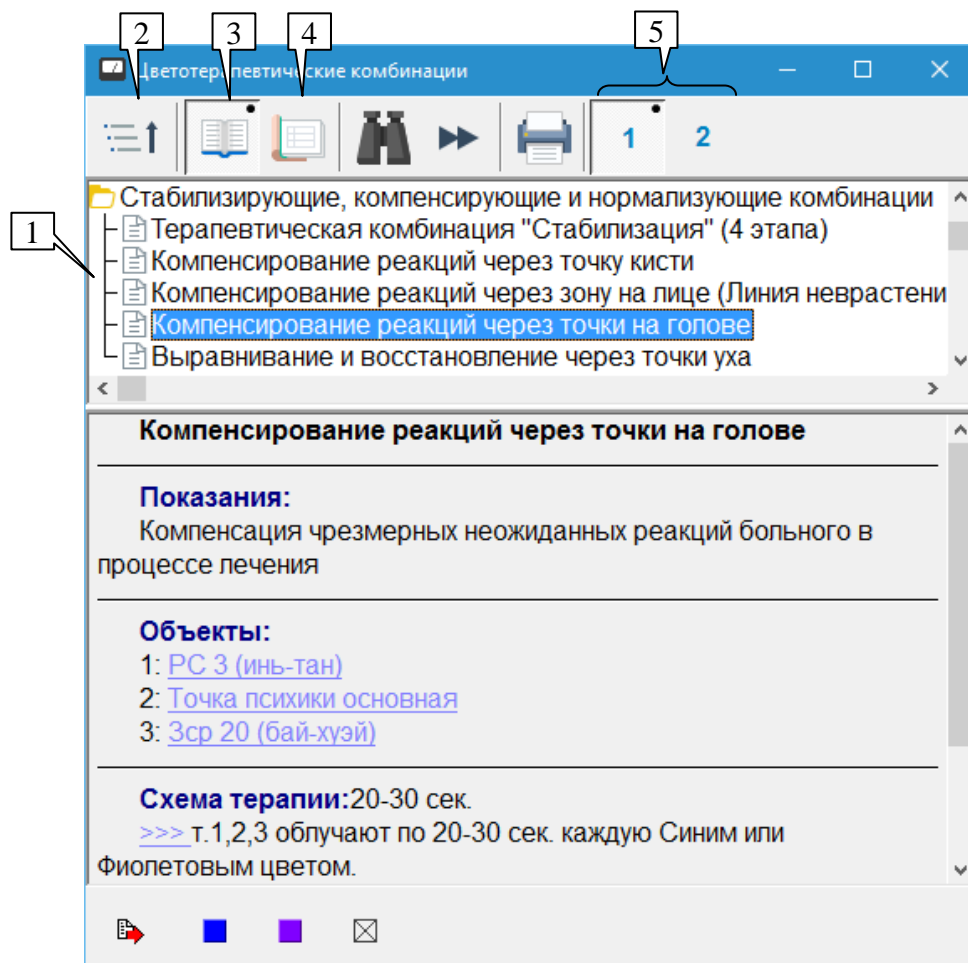 2 3 4 5
Цветотерапевтические комбинации
1 2
Стабилизирующие, компенсирующие и нормализующие комбинации
1
Терапевтическая комбинация "Стабилизация" (4 этапа)
Компенсирование реакций через точку кисти
Компенсирование реакций через зону на лице (Линия неврастени
Компенсирование реакций через точки на голове
Выравнивание и восстановление через точки уха
Компенсирование реакций через точки на голове
Показания:
Компенсация чрезмерных неожиданных реакций больного в
процессе лечения
Объекты:
1: PC 3 (инь-тан)
2: Точка психики основная
3: Зср 20 (бай-хуэй)
Схема терапии:20-30 сек.
>>> т.1,2,3 облучают по 20-30 сек. каждую Синим или
Фиолетовым цветом.